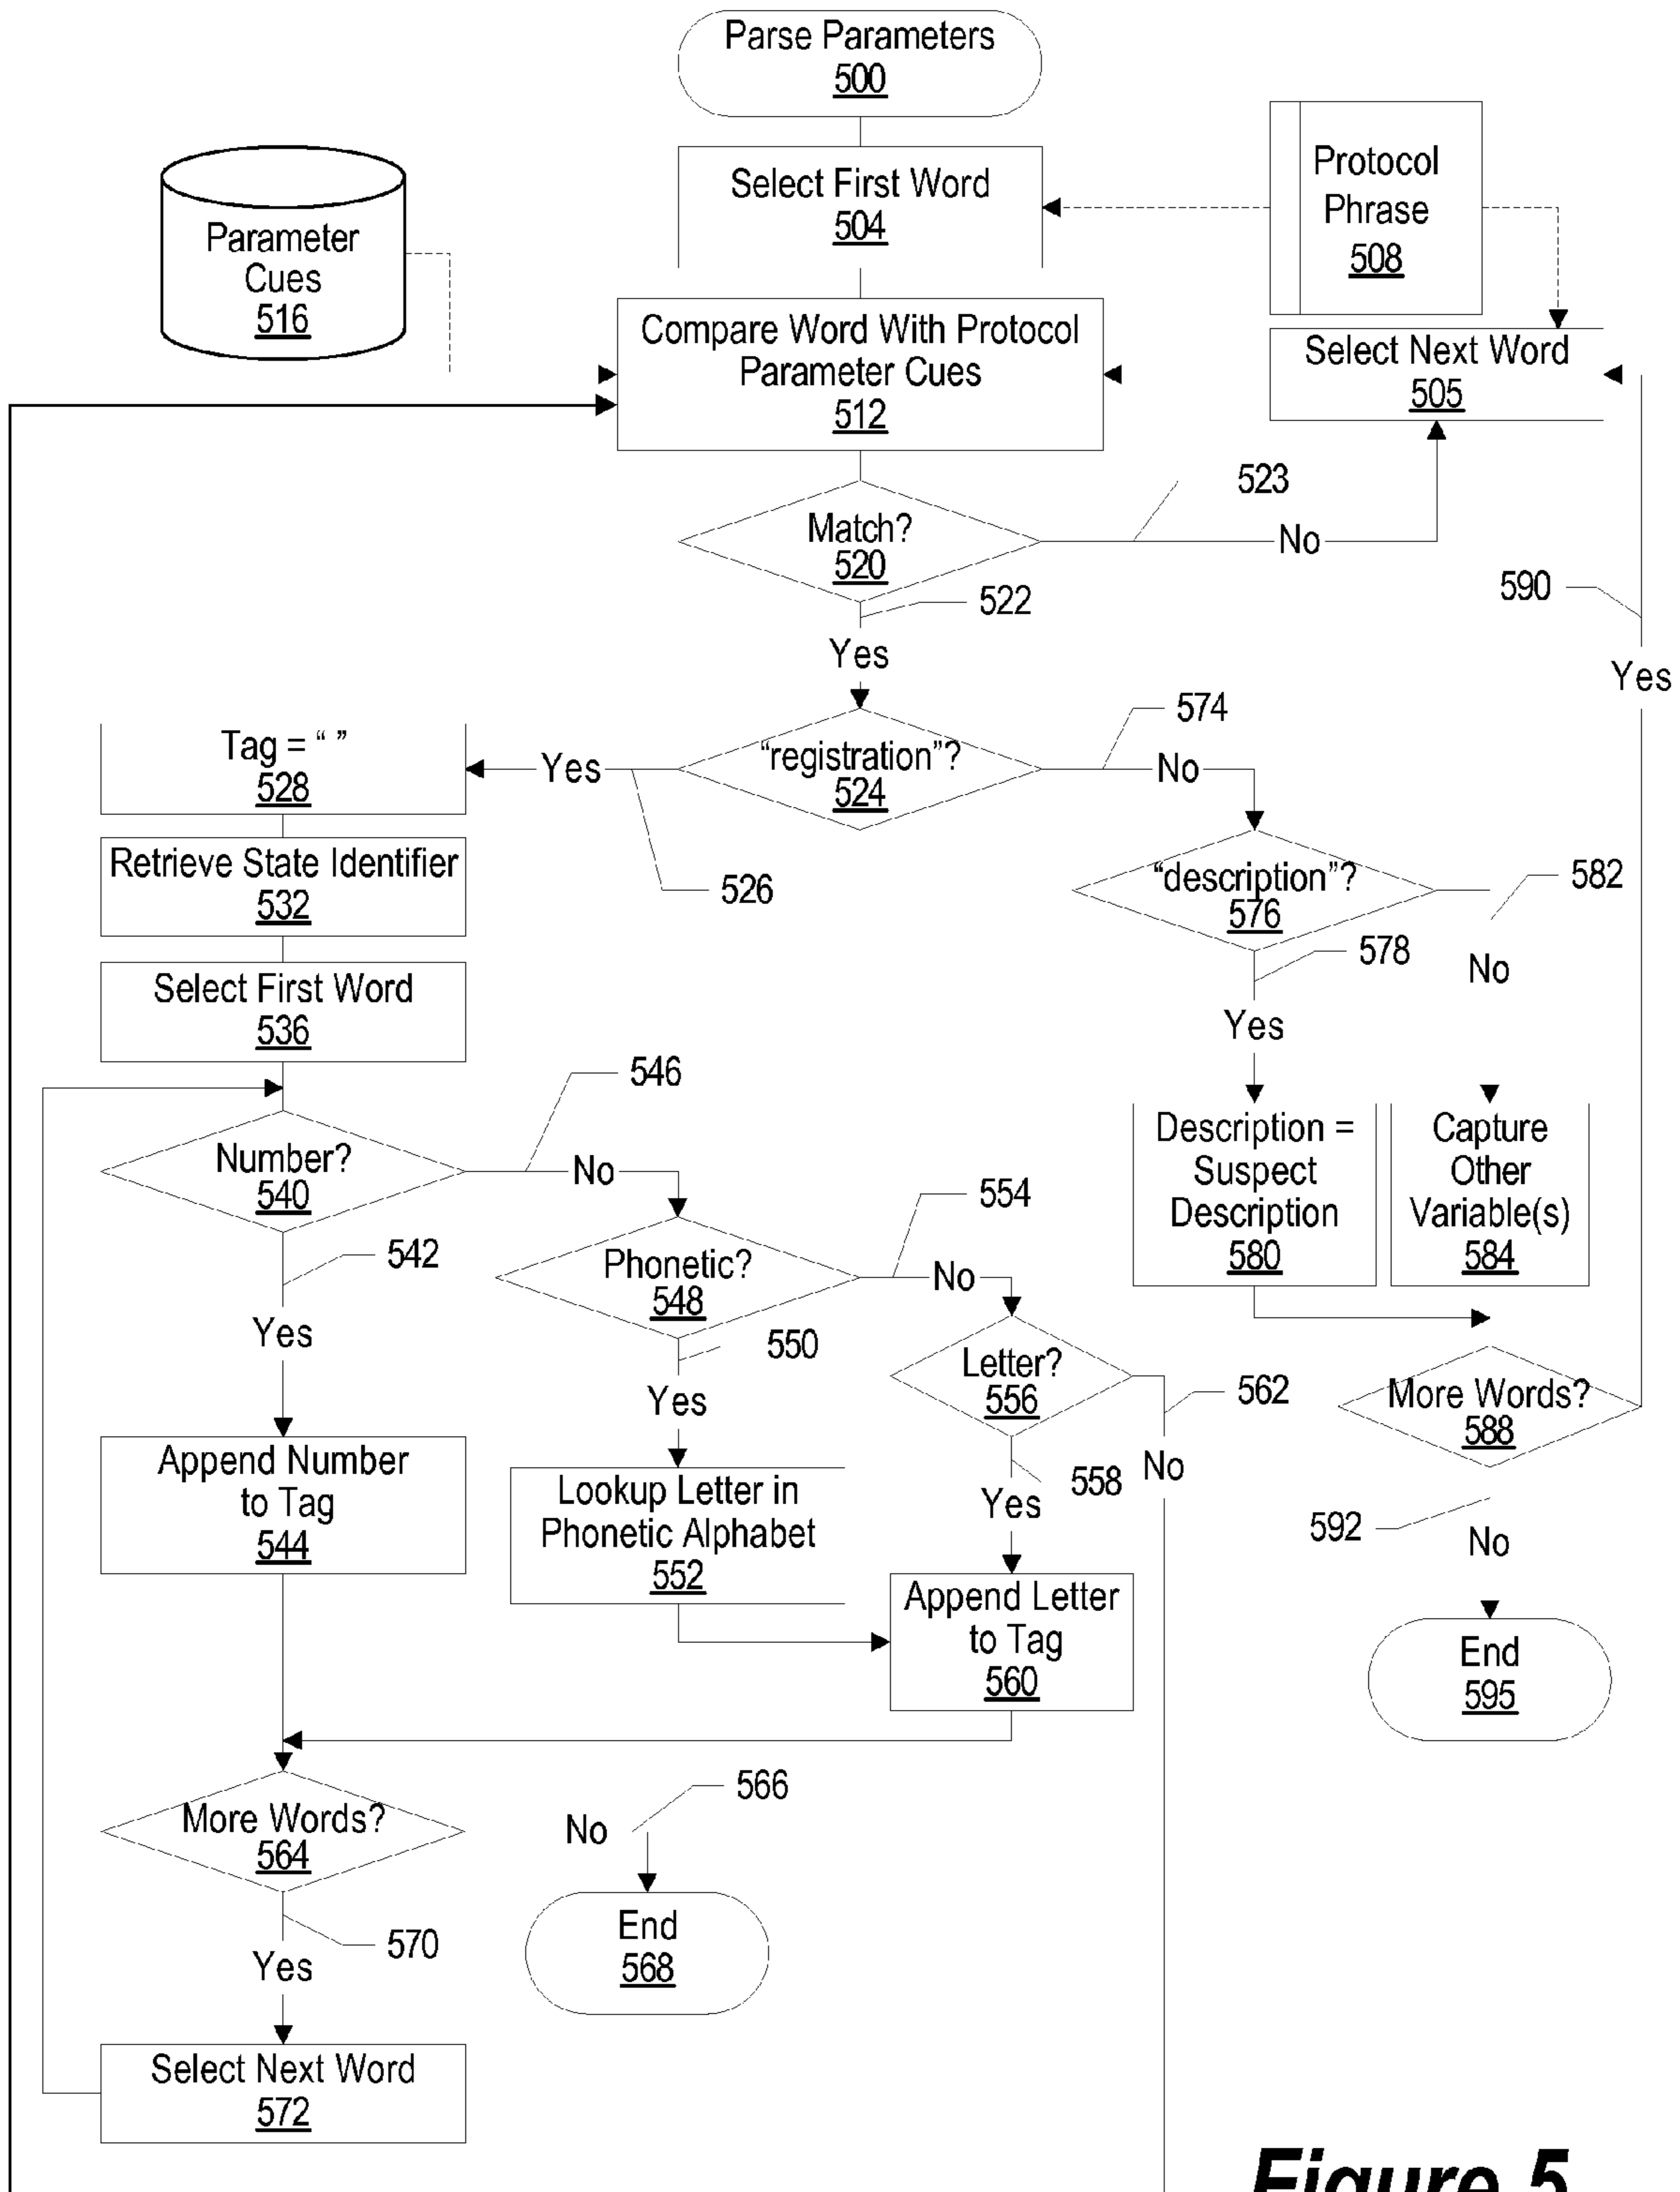 Parse Parameters
500
Select First Word
504
Protocol
Phrase
508
Parameter
Cues
516
Compare Word With Protocol
Parameter Cues
512
Select Next Word
505
523
Match?
520
No
522
590
Yes
Yes
574
Tag = “ ”
528
Yes
“registration”?
524
No
526
Retrieve State Identifier
532
“description”?
576
582
578
No
Select First Word
536
Yes
546
Number?
540
No
Description =
Suspect
Description
580
Capture
Other
Variable(s)
584
554
542
Phonetic?
548
No
Yes
550
Letter?
556
562
Yes
More Words?
588
Append Number
to Tag
544
No
558
Yes
Lookup Letter in
Phonetic Alphabet
552
592
No
Append Letter
to Tag
560
End
595
566
More Words?
564
No
End
568
570
Yes
Select Next Word
572
Figure 5